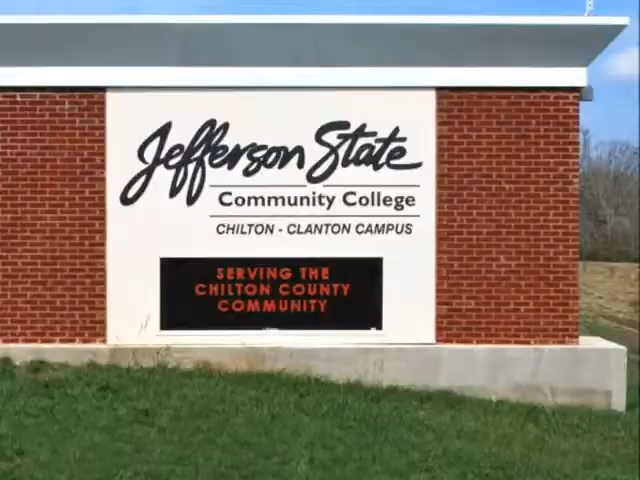 Jefferson State
Community College
CHILTON - CLANTON CAMPUS
SERVING THE
CHILTON COUNTY
COMMUNITY